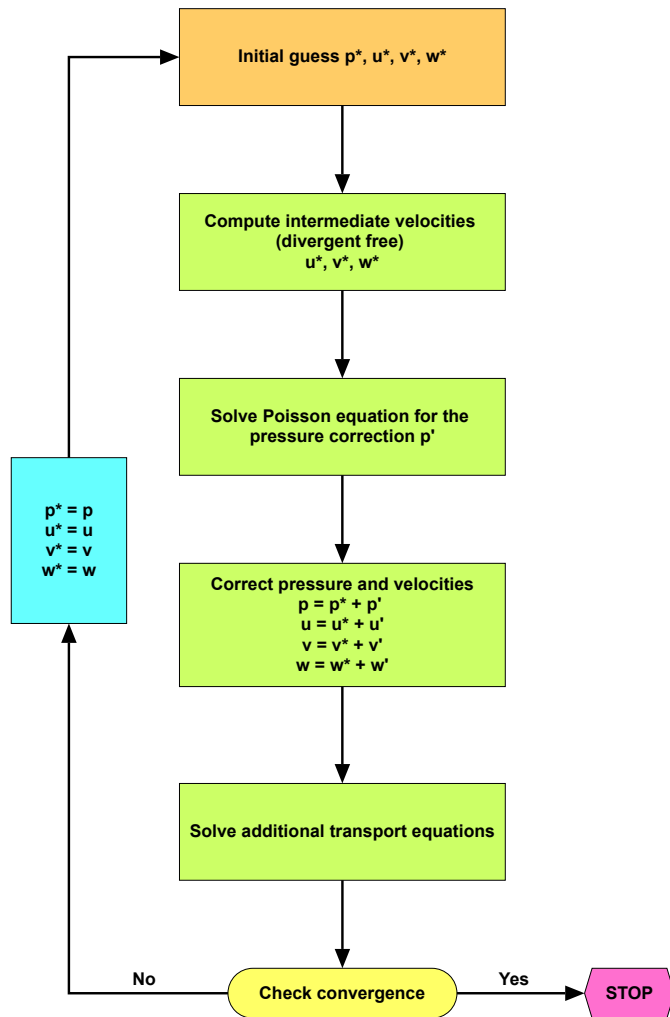 Initial guess p*, u*, v*, w*
Compute intermediate velocities
(divergent free)
u*, v*, w*
Solve Poisson equation for the
pressure correction p'
p* = p
u* = u
v* = v
w* = w
Correct pressure and velocities
p = p* + p'
u = u* + u'
v = v* + v'
w = w* + w'
Solve additional transport equations
No
Check convergence
Yes
STOP